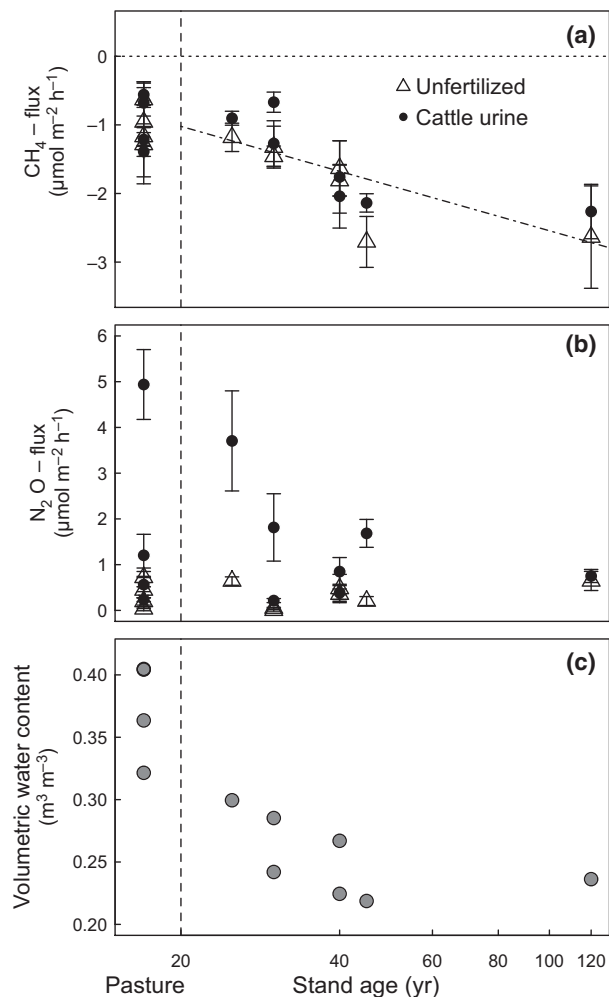 (a)
0
−1
−2
−3
CH4 – flux
(µmol m−2 h−1)
Unfertilized
Cattle urine
(b)
6
5
4
3
2
1
0
N2 O – flux
(µmol m−2 h−1)
(c)
0.40
0.35
0.30
0.25
0.20
Volumetric water content
(m3 m−3)
20 40 60 80 100 120
Pasture Stand age (yr)